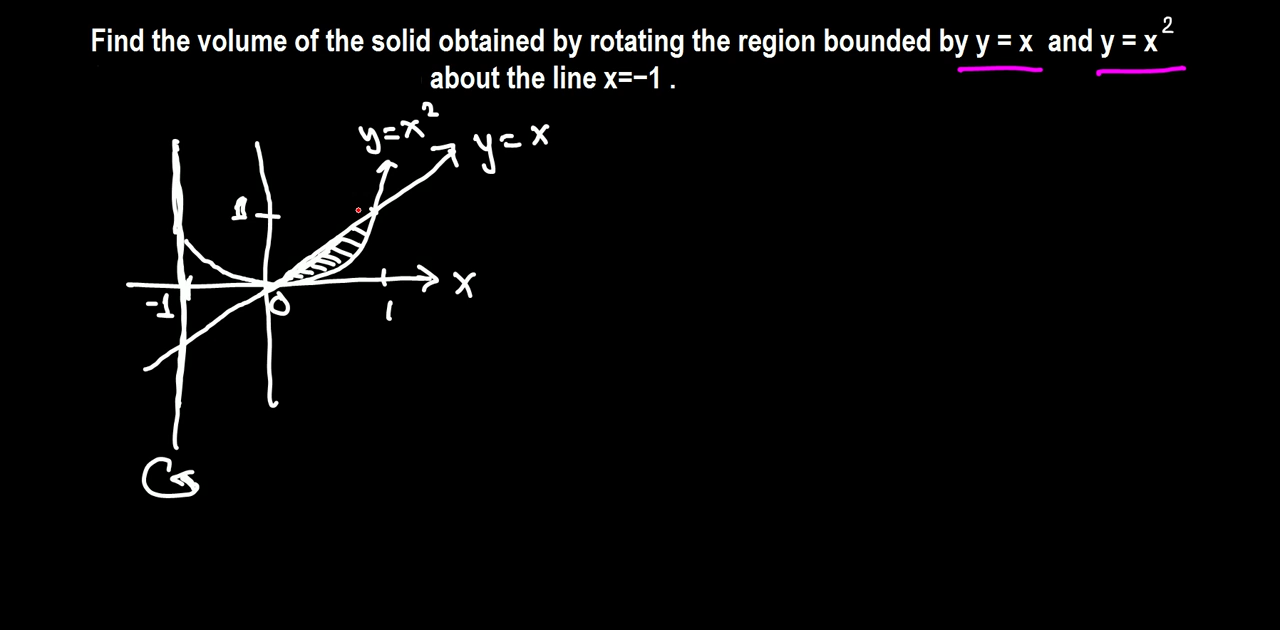 Find the volume of the solid obtained by rotating the region bounded by y = x and y = x²
about the line x=−1 .
y=x²
y=x
1
-1
0
1
x